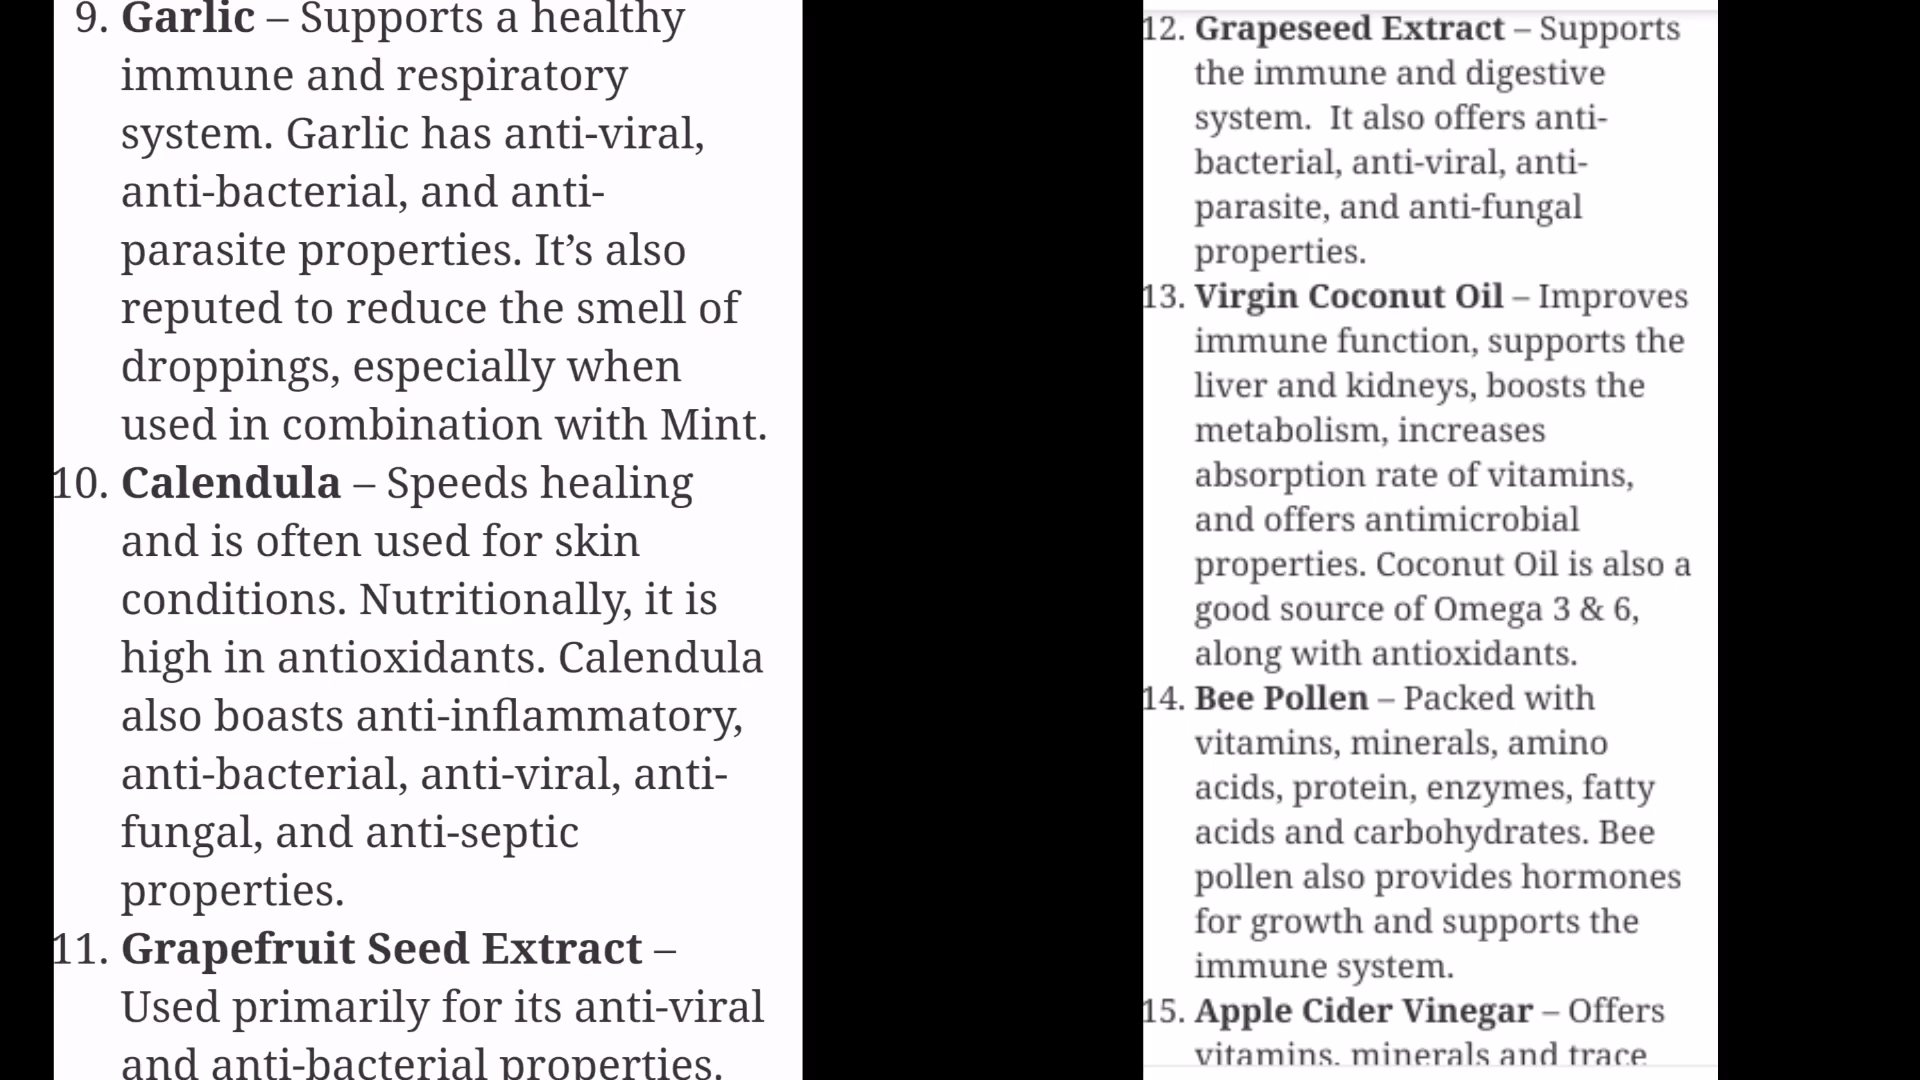 9. Garlic – Supports a healthy
immune and respiratory
system. Garlic has anti-viral,
anti-bacterial, and anti-
parasite properties. It’s also
reputed to reduce the smell of
droppings, especially when
used in combination with Mint.
10. Calendula – Speeds healing
and is often used for skin
conditions. Nutritionally, it is
high in antioxidants. Calendula
also boasts anti-inflammatory,
anti-bacterial, anti-viral, anti-
fungal, and anti-septic
properties.
11. Grapefruit Seed Extract –
Used primarily for its anti-viral
and anti-bacterial properties.
12. Grapeseed Extract – Supports
the immune and digestive
system.  It also offers anti-
bacterial, anti-viral, anti-
parasite, and anti-fungal
properties.
13. Virgin Coconut Oil – Improves
immune function, supports the
liver and kidneys, boosts the
metabolism, increases
absorption rate of vitamins,
and offers antimicrobial
properties. Coconut Oil is also a
good source of Omega 3 & 6,
along with antioxidants.
14. Bee Pollen – Packed with
vitamins, minerals, amino
acids, protein, enzymes, fatty
acids and carbohydrates. Bee
pollen also provides hormones
for growth and supports the
immune system.
15. Apple Cider Vinegar – Offers
vitamins, minerals and trace